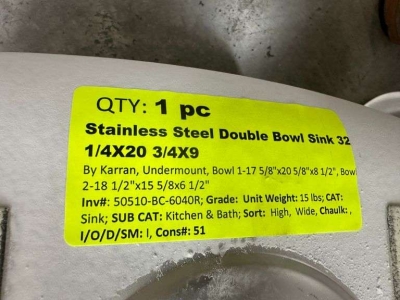 QTY: 1 pc
Stainless Steel Double Bowl Sink 32
1/4X20 3/4X9
By Karran, Undermount, Bowl 1-17 5/8"x20 5/8"x8 1/2", Bowl
2-18 1/2"x15 5/8x6 1/2"
Inv#: 50510-BC-6040R; Grade: Unit Weight: 15 lbs; CAT:
Sink; SUB CAT: Kitchen & Bath; Sort: High, Wide, Chaulk: ,
I/O/D/SM: I, Cons#: 51